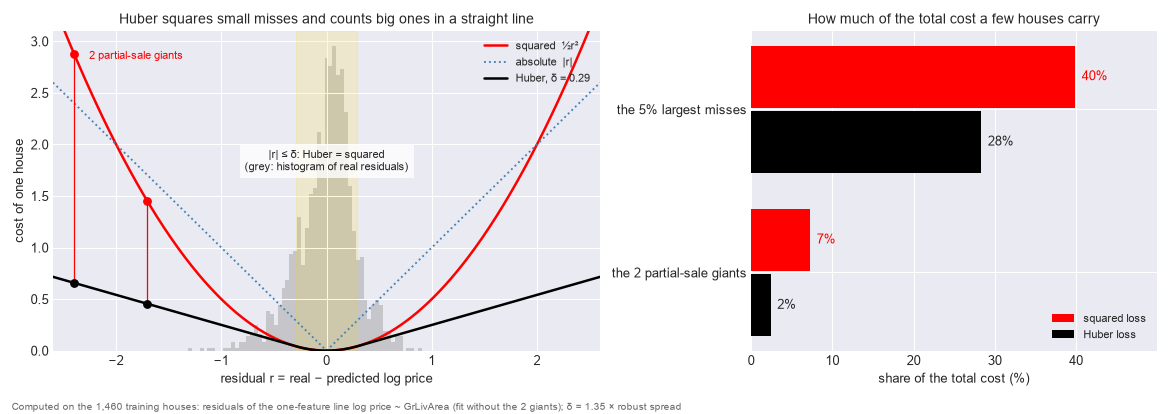 Huber squares small misses and counts big ones in a straight line
cost of one house
3.0
2.5
2.0
1.5
1.0
0.5
0.0
2 partial-sale giants
squared ½r²
absolute |r|
Huber, δ = 0.29
|r| ≤ δ: Huber = squared
(grey: histogram of real residuals)
−2
−1
0
1
2
residual r = real − predicted log price
How much of the total cost a few houses carry
the 5% largest misses
40%
28%
the 2 partial-sale giants
7%
2%
squared loss
Huber loss
0
10
20
30
40
share of the total cost (%)
Computed on the 1,460 training houses: residuals of the one-feature line log price ~ GrLivArea (fit without the 2 giants); δ = 1.35 × robust spread